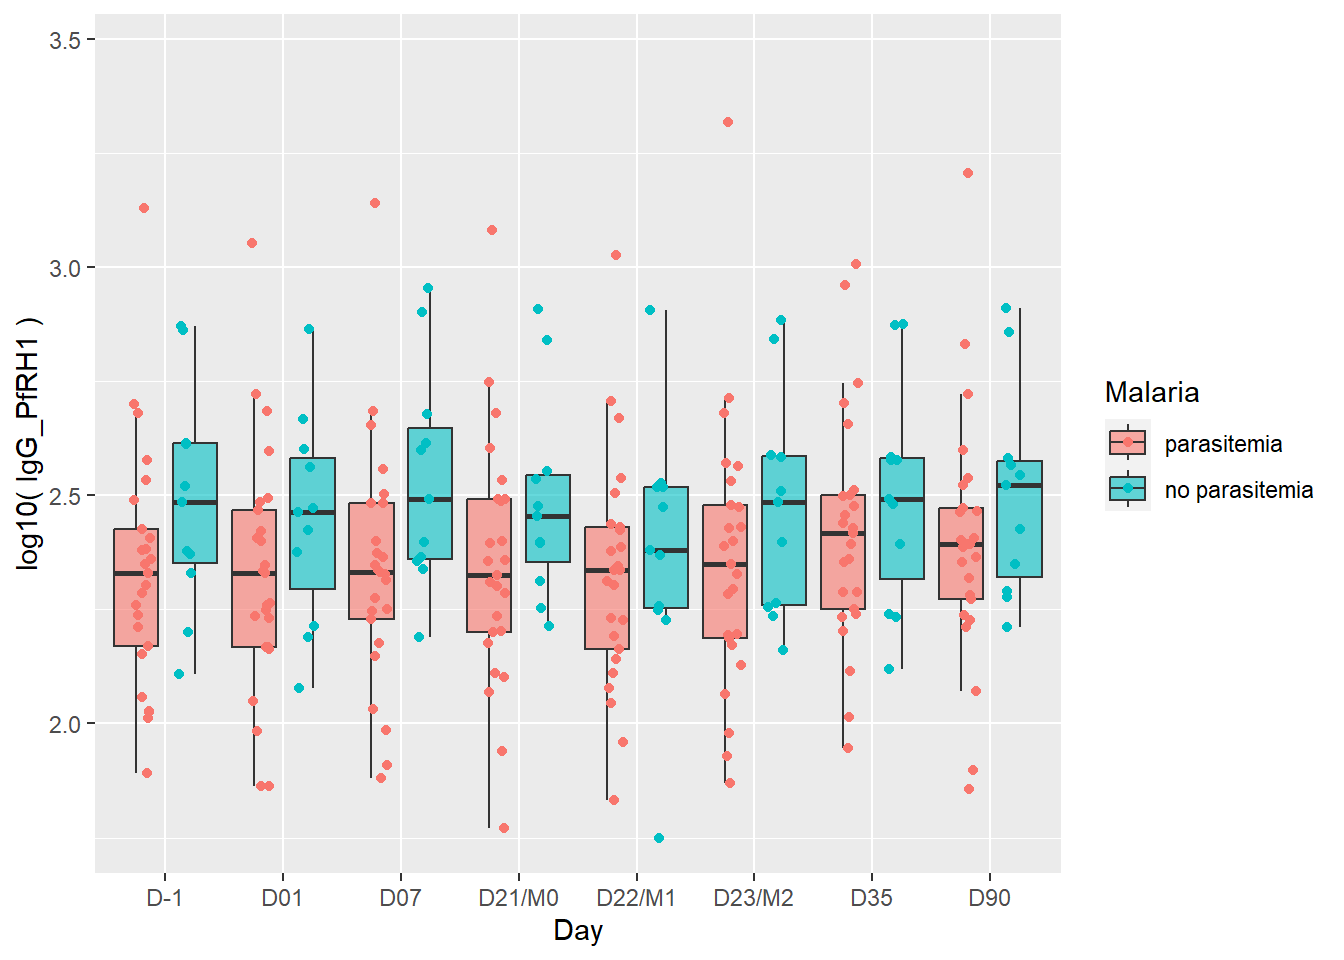 3.5
3.0
2.5
2.0
log10( IgG_PfRH1 )
D-1 D01 D07 D21/M0 D22/M1 D23/M2 D35 D90
Day
Malaria
parasitemia
no parasitemia